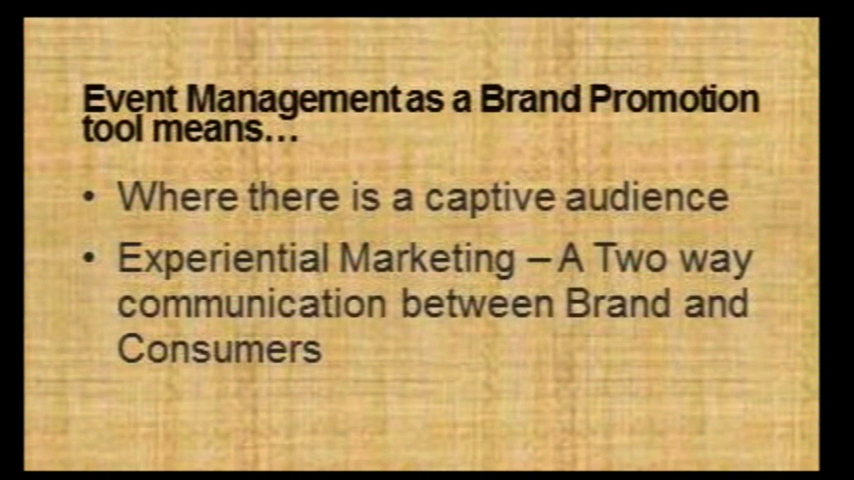 Event Management as a Brand Promotion
tool means...
• Where there is a captive audience
• Experiential Marketing – A Two way
communication between Brand and
Consumers